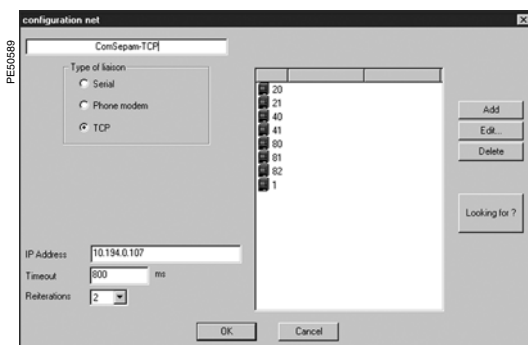 configuration net
PE50589
ComSepam-TCP
Type of liaison
Serial
Phone modem
TCP
20
21
40
41
80
81
82
1
Add
Edit...
Delete
Looking for ?
IP Address 10.194.0.107
Timeout 800 ms
Reiterations 2
OK Cancel